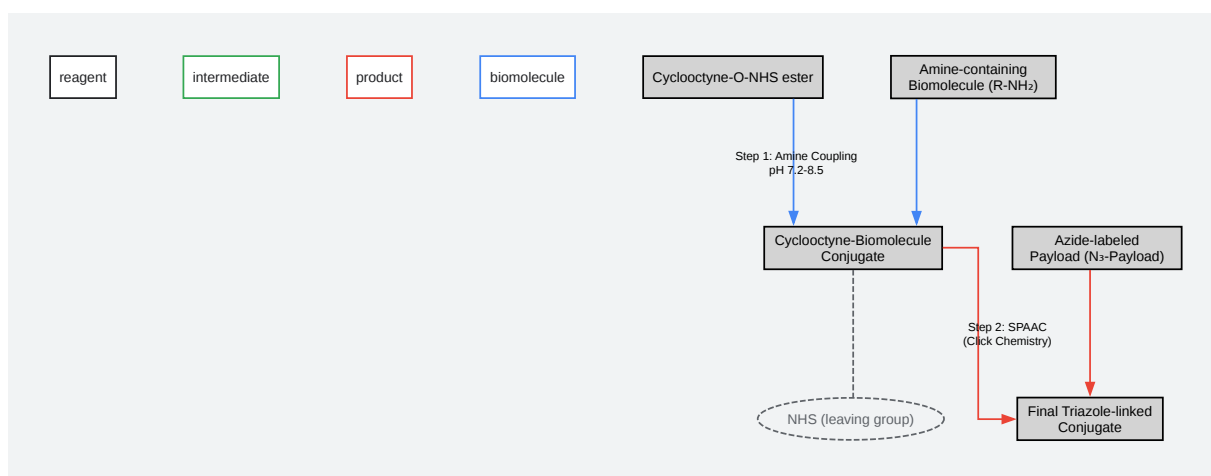 reagent
intermediate
product
biomolecule
Cyclooctyne-O-NHS ester
Amine-containing
Biomolecule (R-NH₂)
Step 1: Amine Coupling
pH 7.2-8.5
Cyclooctyne-Biomolecule
Conjugate
Azide-labeled
Payload (N₃-Payload)
Step 2: SPAAC
(Click Chemistry)
NHS (leaving group)
Final Triazole-linked
Conjugate